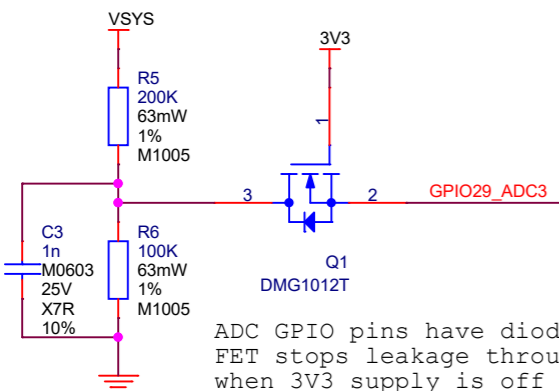 VSYS
3V3
R5
200K
63mW
1%
M1005
1
3
2
GPIO29_ADC3
C3
1n
M0603
25V
X7R
10%
R6
100K
63mW
1%
M1005
Q1
DMG1012T
ADC GPIO pins have diod
FET stops leakage throu
when 3V3 supply is off